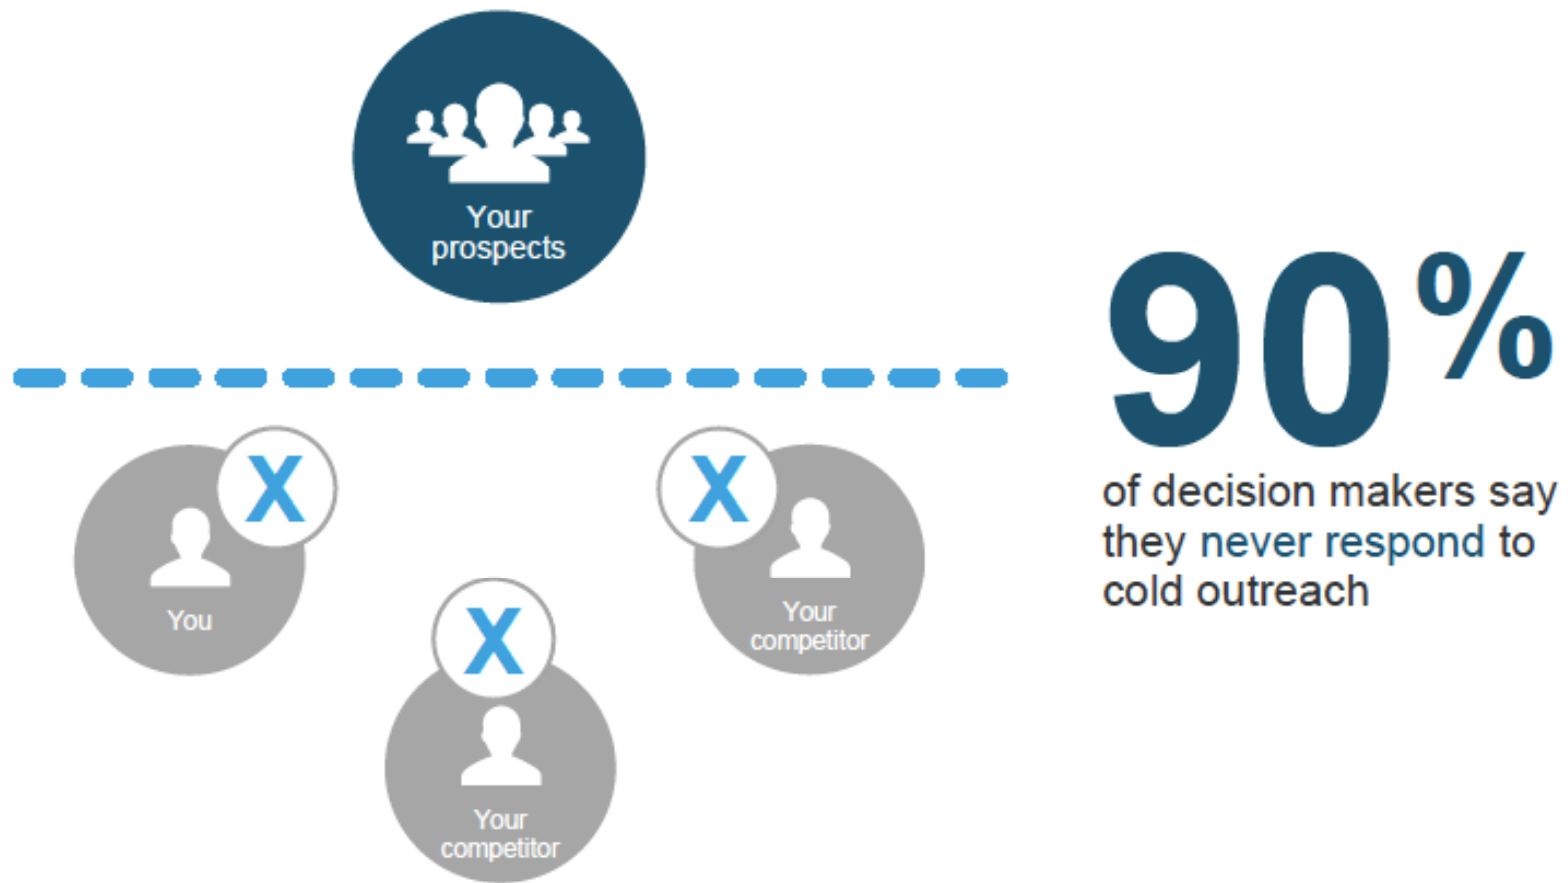 Your
prospects
X
You
X
Your
competitor
X
Your
competitor
90%
of decision makers say
they never respond to
cold outreach